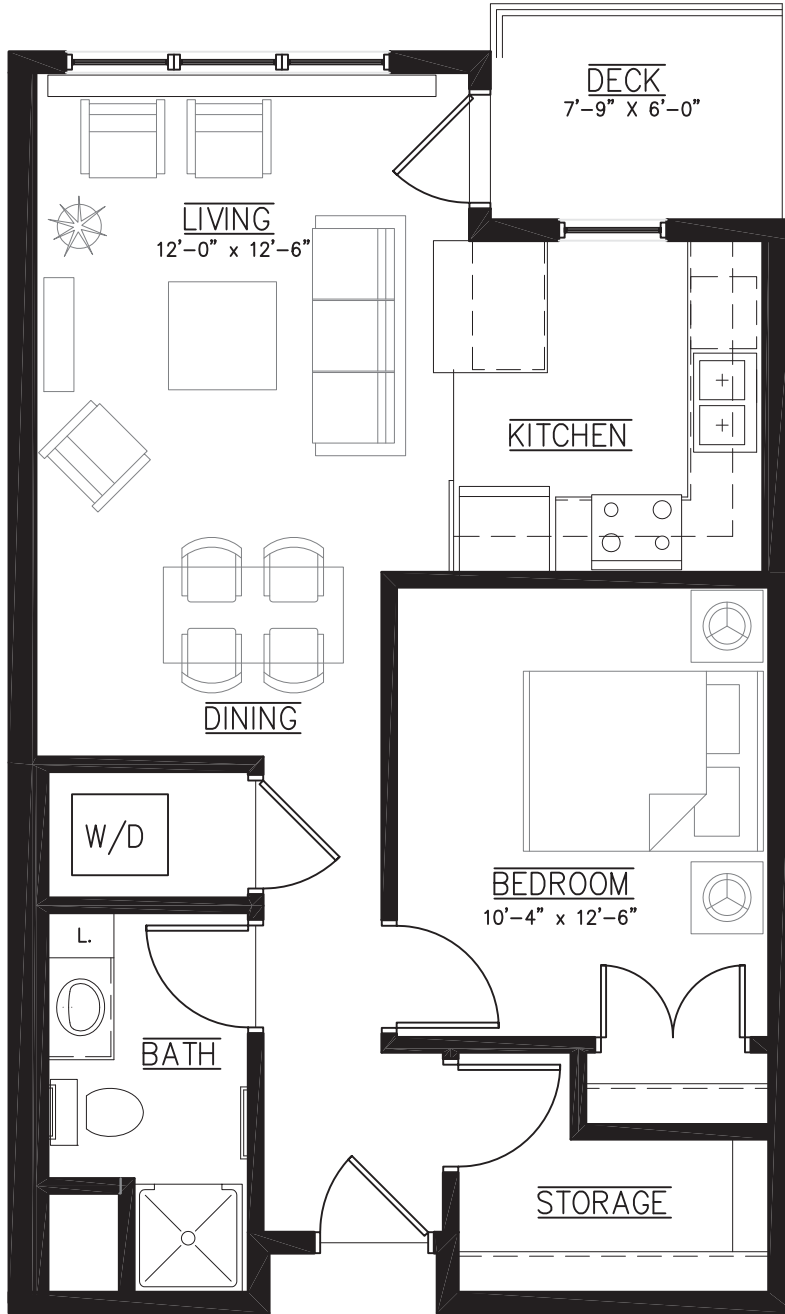 DECK
7'-9" X 6'-0"
LIVING
12'-0" x 12'-6"
KITCHEN
DINING
W/D
BEDROOM
10'-4" x 12'-6"
L.
BATH
STORAGE